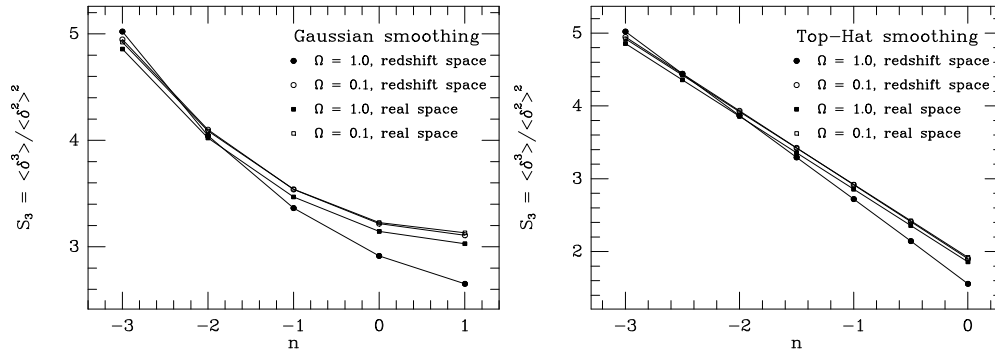 Gaussian smoothing
Ω = 1.0, redshift space
Ω = 0.1, redshift space
Ω = 1.0, real space
Ω = 0.1, real space
S₃ = <δ³>/<δ²>²
5
4
3
−3
−2
−1
0
1
n
Top-Hat smoothing
Ω = 1.0, redshift space
Ω = 0.1, redshift space
Ω = 1.0, real space
Ω = 0.1, real space
S₃ = <δ³>/<δ²>²
5
4
3
2
−3
−2
−1
0
n